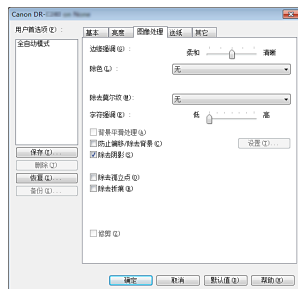 Canon DR-
用户首选项(F) :
全自动模式
保存(I)...
删除(J)
恢复(K)...
备份(L)...
基本
亮度
图像处理
送纸
其它
边缘强调(G) :
柔和
清晰
除色(L) :
无
除去莫尔纹(M):
无
字符强调(E) :
低
高
背景平滑处理(A)
防止偏移/除去背景(C)
设置(T)...
除去阴影(S)
除去孤立点(O)
除去折痕(R)
修剪(Z)
确定
取消
默认值(D)
帮助(H)